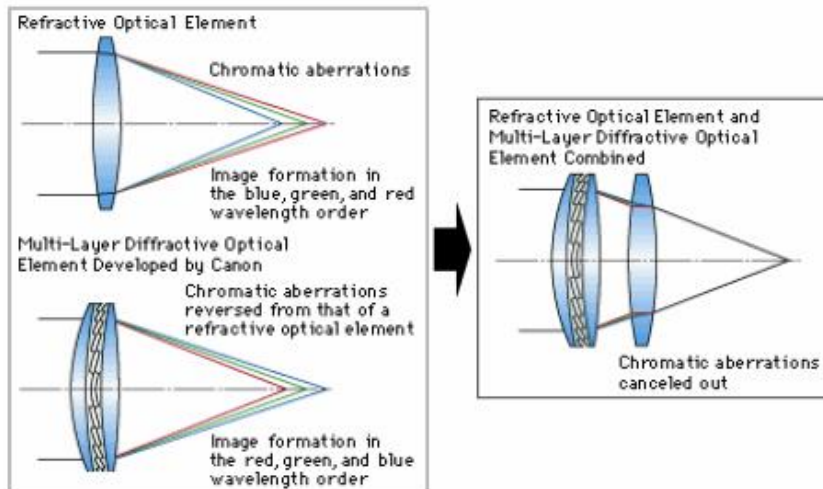 Refractive Optical Element
Chromatic aberrations
Image formation in
the blue, green, and red
wavelength order
Multi-Layer Diffractive Optical
Element Developed by Canon
Chromatic aberrations
reversed from that of a
refractive optical element
Image formation in
the red, green, and blue
wavelength order
Refractive Optical Element and
Multi-Layer Diffractive Optical
Element Combined
Chromatic aberrations
canceled out